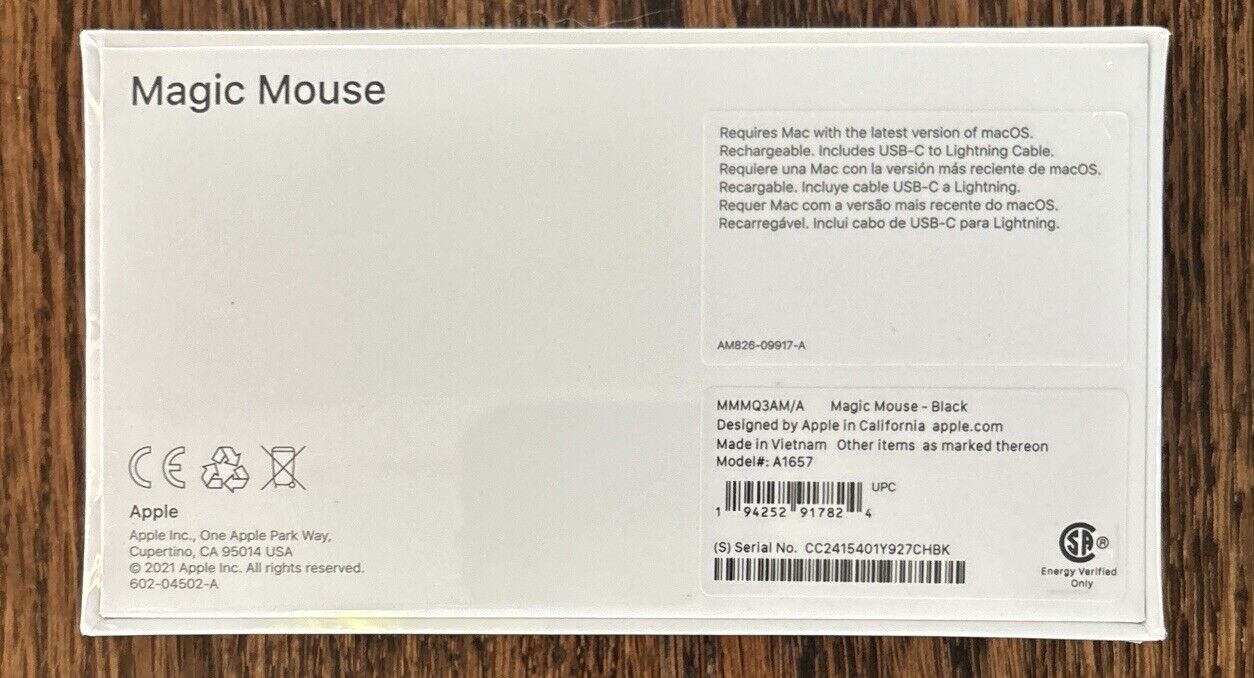 Magic Mouse
Requires Mac with the latest version of macOS.
Rechargeable. Includes USB-C to Lightning Cable.
Requiere una Mac con la versión más reciente de macOS.
Recargable. Incluye cable USB-C a Lightning.
Requer Mac com a versão mais recente do macOS.
Recarregável. Inclui cabo de USB-C para Lightning.
AM826-09917-A
MMMQ3AM/A Magic Mouse - Black
Designed by Apple in California apple.com
Made in Vietnam Other items as marked thereon
Model#: A1657
UPC
1 94252 91782 4
(S) Serial No. CC2415401Y927CHBK
SA ®
Energy Verified
Only
CE
Apple
Apple Inc., One Apple Park Way,
Cupertino, CA 95014 USA
© 2021 Apple Inc. All rights reserved.
602-04502-A